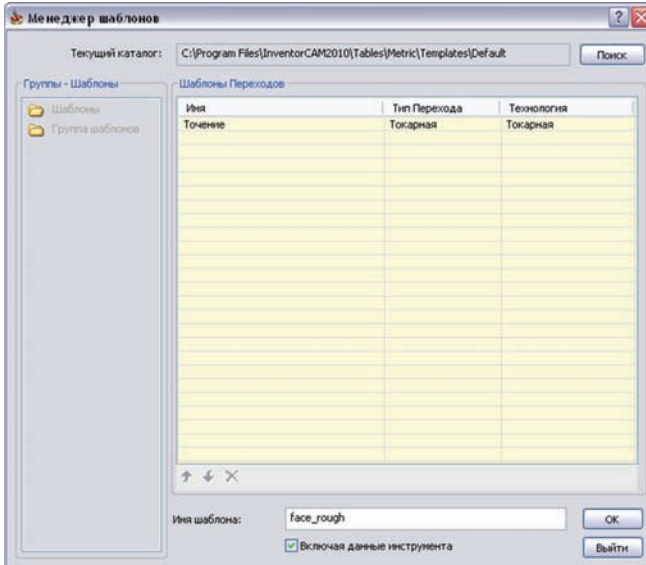 Менеджер шаблонов
Текущий каталог: C:\Program Files\InventorCAM2010\Tables\Metric\Templates\Default Поиск
Группы - Шаблоны
Шаблоны
Группа шаблонов
Шаблоны Переходов
Имя Тип Перехода Технология
Точение Токарная Токарная
Имя шаблона: face_rough OK
Включая данные инструмента Выйти